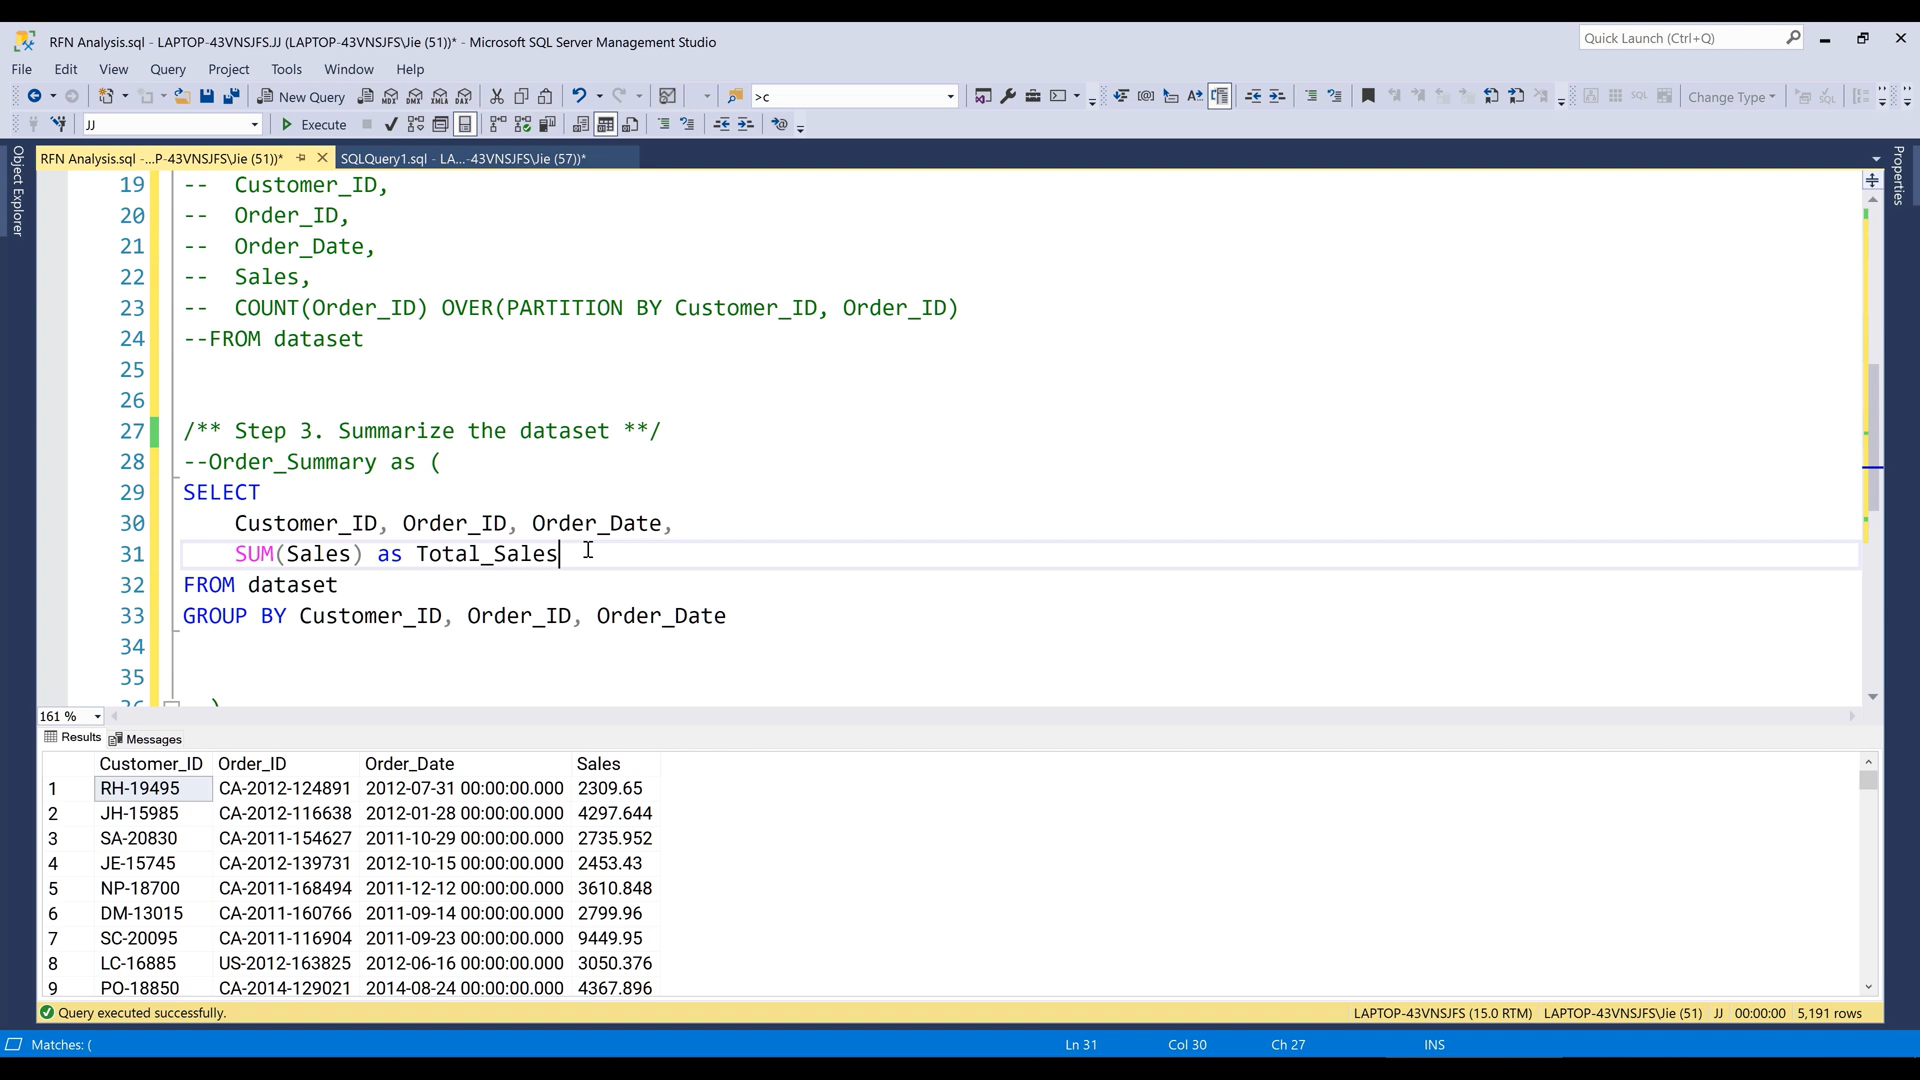 RFN Analysis.sql - LAPTOP-43VNSJFS.JJ (LAPTOP-43VNSJFS\Jie (51))* - Microsoft SQL Server Management Studio
Quick Launch (Ctrl+Q)
File Edit View Query Project Tools Window Help
New Query MDX DMX XMLA DAX >c Change Type
JJ Execute
RFN Analysis.sql -...P-43VNSJFS\Jie (51))* SQLQuery1.sql - LA...-43VNSJFS\Jie (57))*
Object Explorer
Properties
19 -- Customer_ID,
20 -- Order_ID,
21 -- Order_Date,
22 -- Sales,
23 -- COUNT(Order_ID) OVER(PARTITION BY Customer_ID, Order_ID)
24 --FROM dataset
25
26
27 /** Step 3. Summarize the dataset **/
28 --Order_Summary as (
29 SELECT
30 Customer_ID, Order_ID, Order_Date,
31 SUM(Sales) as Total_Sales
32 FROM dataset
33 GROUP BY Customer_ID, Order_ID, Order_Date
34
35
161 %
Results Messages
Customer_ID Order_ID Order_Date Sales
1 RH-19495 CA-2012-124891 2012-07-31 00:00:00.000 2309.65
2 JH-15985 CA-2012-116638 2012-01-28 00:00:00.000 4297.644
3 SA-20830 CA-2011-154627 2011-10-29 00:00:00.000 2735.952
4 JE-15745 CA-2012-139731 2012-10-15 00:00:00.000 2453.43
5 NP-18700 CA-2011-168494 2011-12-12 00:00:00.000 3610.848
6 DM-13015 CA-2011-160766 2011-09-14 00:00:00.000 2799.96
7 SC-20095 CA-2011-116904 2011-09-23 00:00:00.000 9449.95
8 LC-16885 US-2012-163825 2012-06-16 00:00:00.000 3050.376
9 PO-18850 CA-2014-129021 2014-08-24 00:00:00.000 4367.896
Query executed successfully. LAPTOP-43VNSJFS (15.0 RTM) LAPTOP-43VNSJFS\Jie (51) JJ 00:00:00 5,191 rows
Matches: ( Ln 31 Col 30 Ch 27 INS